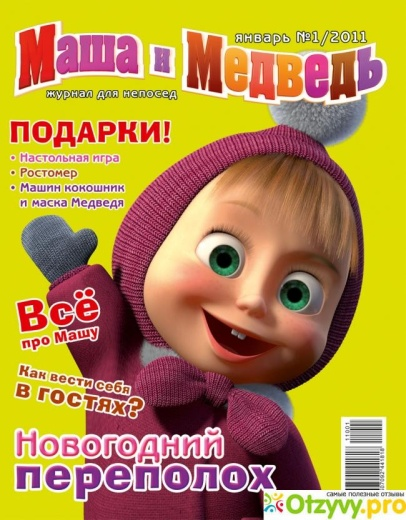 январь №1/2011
Маша и Медведь
журнал для непосед
ПОДАРКИ!
• Настольная игра
• Ростомер
• Машин кокошник
и маска Медведя
Всё
про Машу
Как вести себя
в гостях?
Новогодний
переполох
11001
самые полезные отзывы
Otzyvy.pro